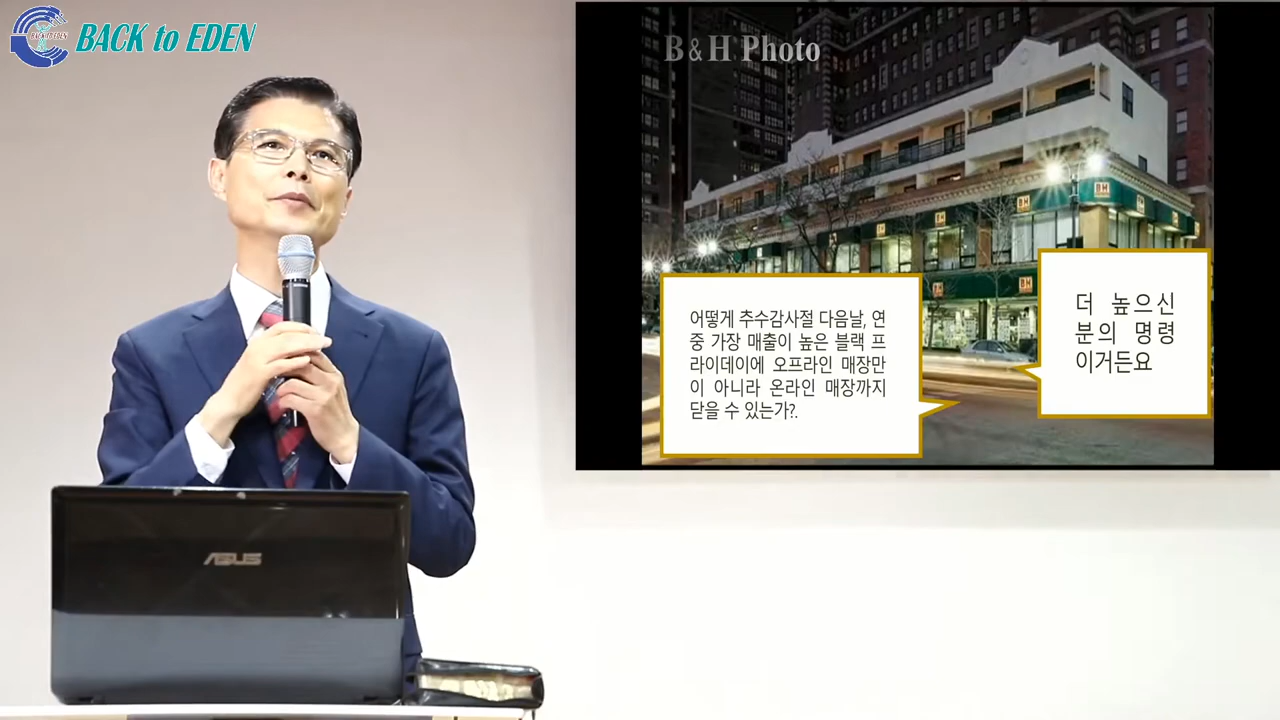 BACK to EDEN
B&H Photo
BH
어떻게 추수감사절 다음날, 연
중 가장 매출이 높은 블랙 프
라이데이에 오프라인 매장만
이 아니라 온라인 매장까지
닫을 수 있는가?.
더 높으신
분의 명령
이거든요
ASUS